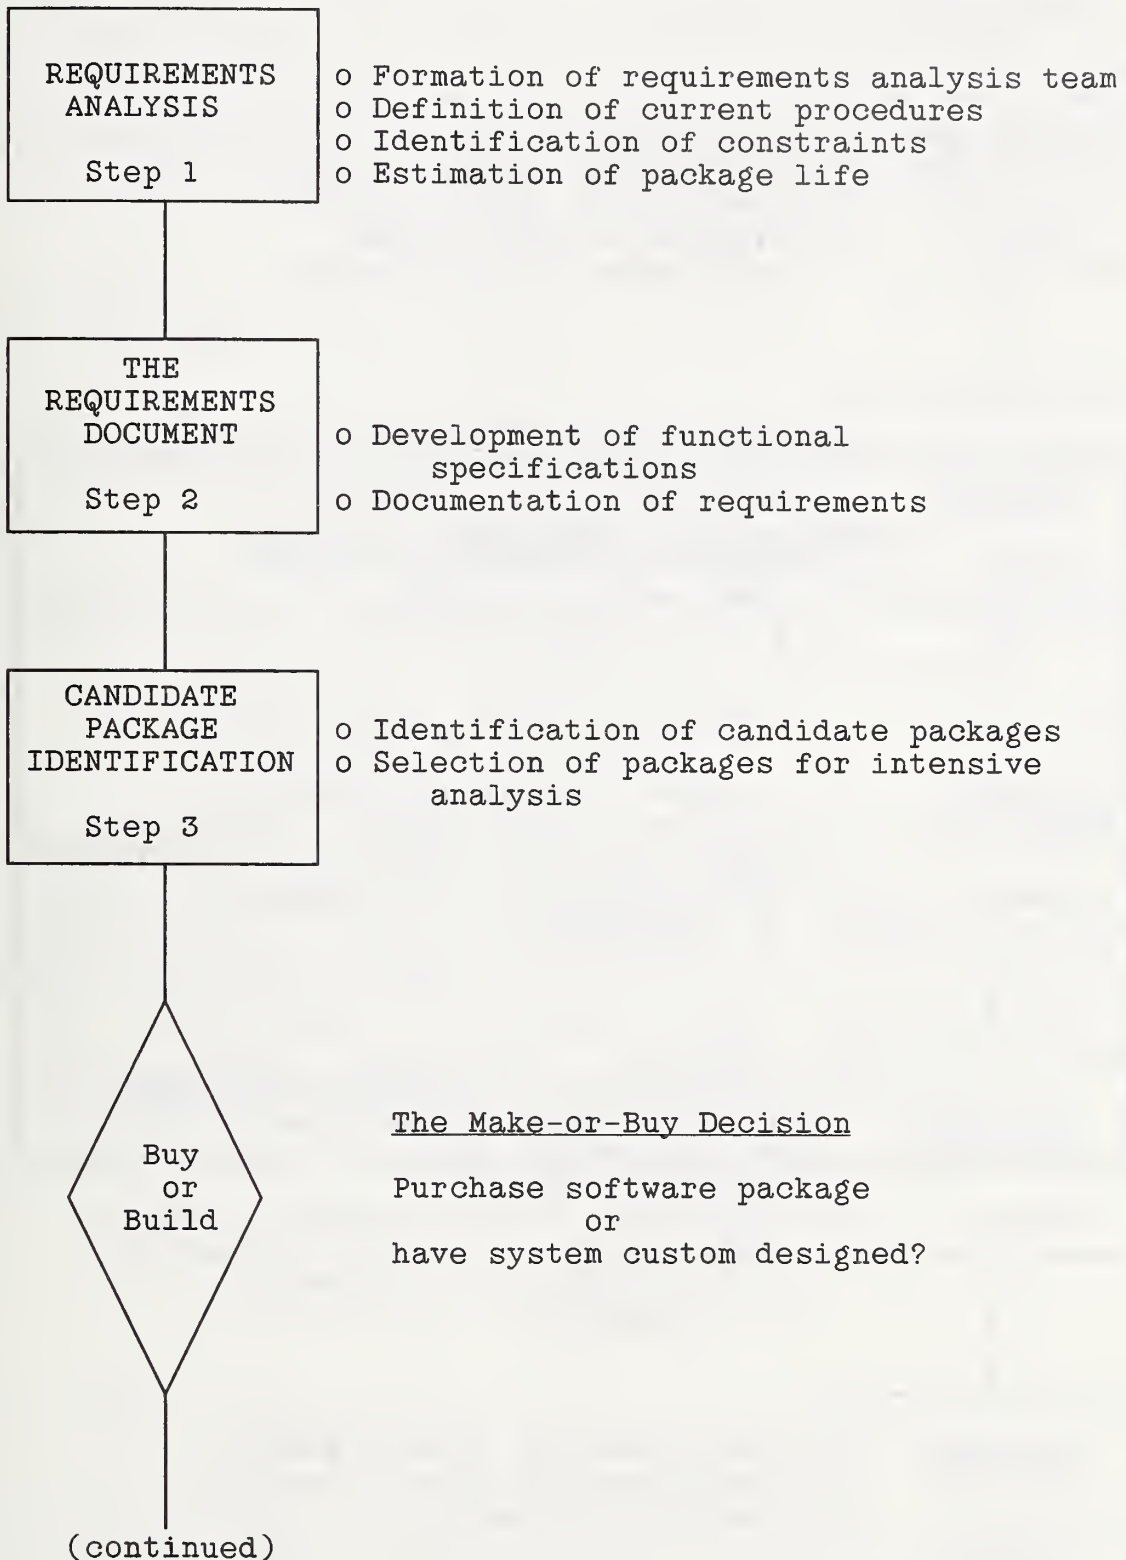 REQUIREMENTS
ANALYSIS
Step 1
o Formation of requirements analysis team
o Definition of current procedures
o Identification of constraints
o Estimation of package life
THE
REQUIREMENTS
DOCUMENT
Step 2
o Development of functional
specifications
o Documentation of requirements
CANDIDATE
PACKAGE
IDENTIFICATION
Step 3
o Identification of candidate packages
o Selection of packages for intensive
analysis
Buy
or
Build
The Make-or-Buy Decision
Purchase software package
or
have system custom designed?
(continued)